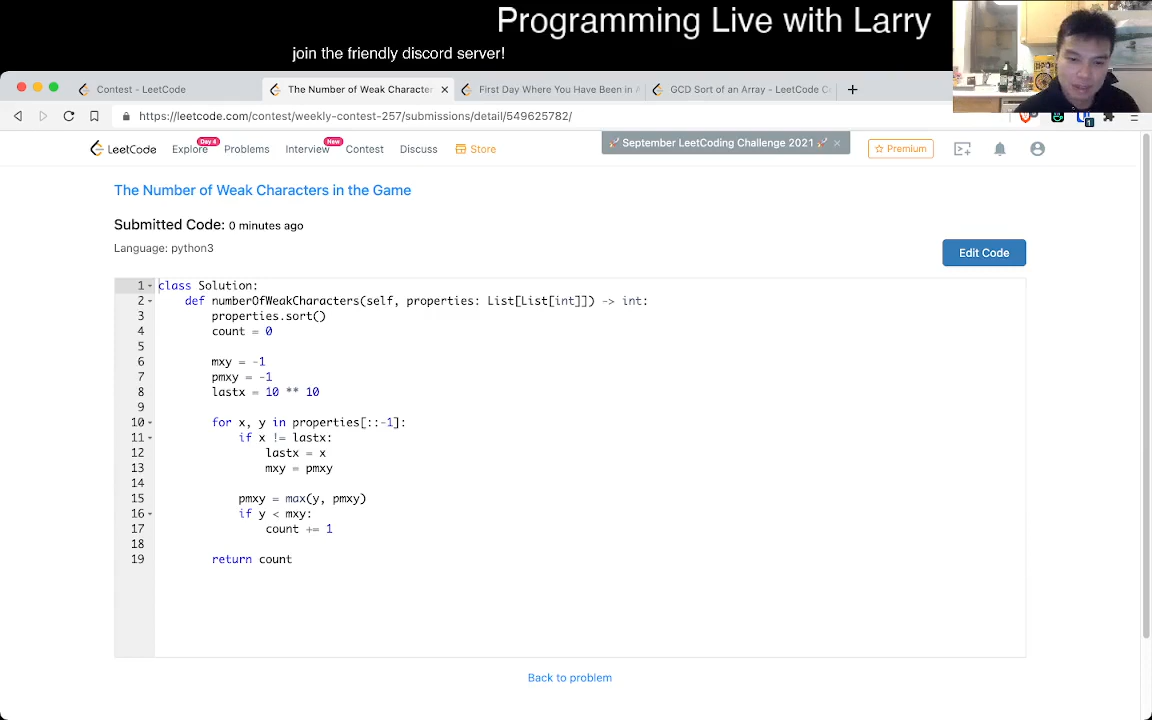 Programming Live with Larry
join the friendly discord server!
Contest - LeetCode
The Number of Weak Character
First Day Where You Have Been in
GCD Sort of an Array - LeetCode C
https://leetcode.com/contest/weekly-contest-257/submissions/detail/549625782/
September LeetCoding Challenge 2021
LeetCode
Explore
Day 4
Problems
Interview
New
Contest
Discuss
Store
Premium
The Number of Weak Characters in the Game
Submitted Code: 0 minutes ago
Language: python3
Edit Code
1 class Solution:
2 def numberOfWeakCharacters(self, properties: List[List[int]]) -> int:
3 properties.sort()
4 count = 0
5
6 mxy = -1
7 pmxy = -1
8 lastx = 10 ** 10
9
10 for x, y in properties[::-1]:
11 if x != lastx:
12 lastx = x
13 mxy = pmxy
14
15 pmxy = max(y, pmxy)
16 if y < mxy:
17 count += 1
18
19 return count
Back to problem